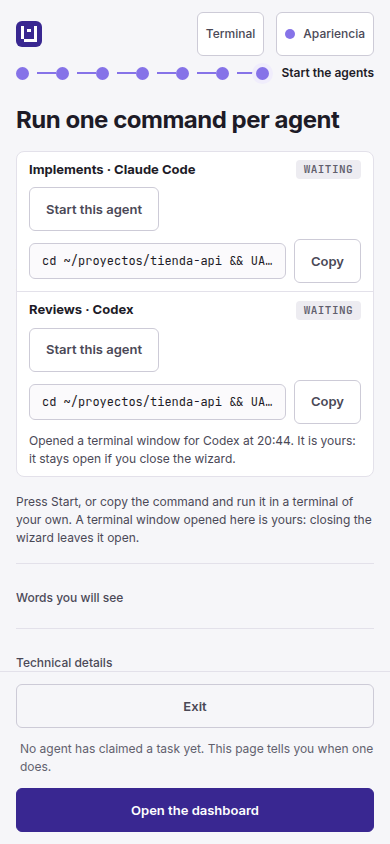 Terminal
Apariencia
Start the agents
Run one command per agent
Implements · Claude Code
WAITING
Start this agent
cd ~/proyectos/tienda-api && UA…
Copy
Reviews · Codex
WAITING
Start this agent
cd ~/proyectos/tienda-api && UA…
Copy
Opened a terminal window for Codex at 20:44. It is yours:
it stays open if you close the wizard.
Press Start, or copy the command and run it in a terminal of
your own. A terminal window opened here is yours: closing the
wizard leaves it open.
Words you will see
Technical details
Exit
No agent has claimed a task yet. This page tells you when one
does.
Open the dashboard